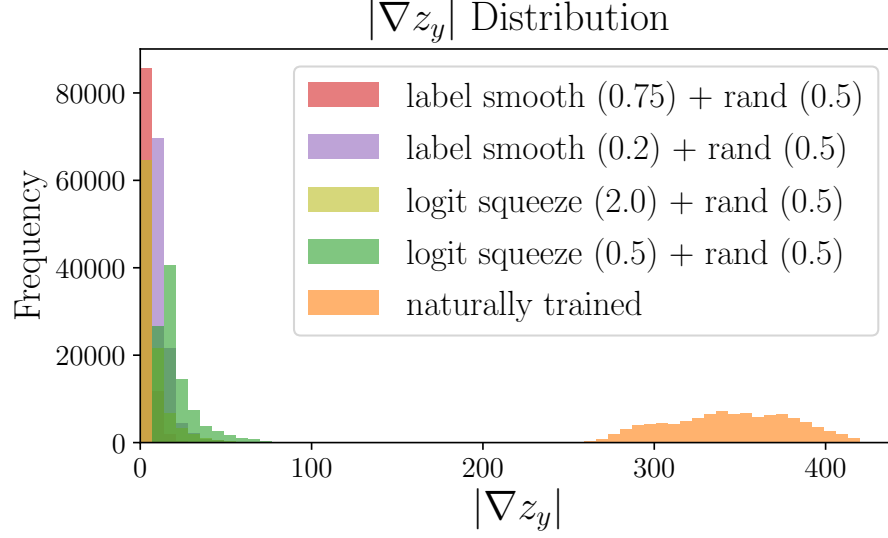 |∇z_y| Distribution
label smooth (0.75) + rand (0.5)
label smooth (0.2) + rand (0.5)
logit squeeze (2.0) + rand (0.5)
logit squeeze (0.5) + rand (0.5)
naturally trained
Frequency
80000
60000
40000
20000
0
0 100 200 300 400
|∇z_y|